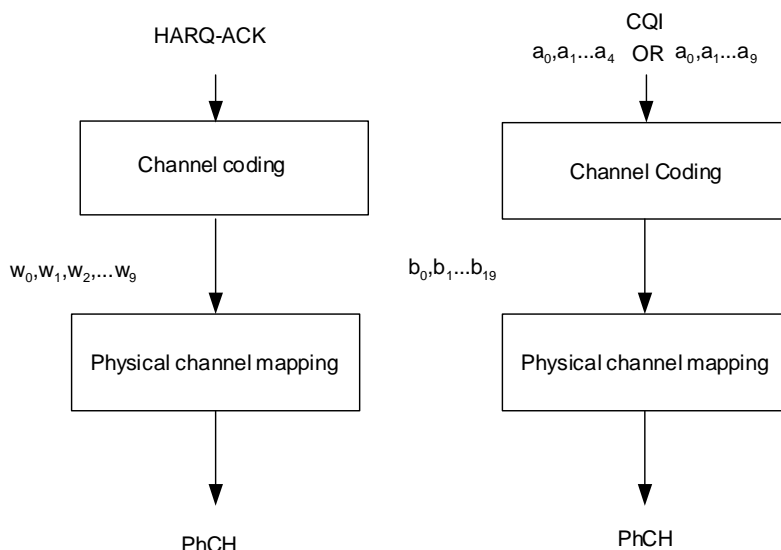 HARQ-ACK
Channel coding
w0,w1,w2,...w9
Physical channel mapping
PhCH
CQI
a0,a1...a4 OR a0,a1...a9
Channel Coding
b0,b1...b19
Physical channel mapping
PhCH